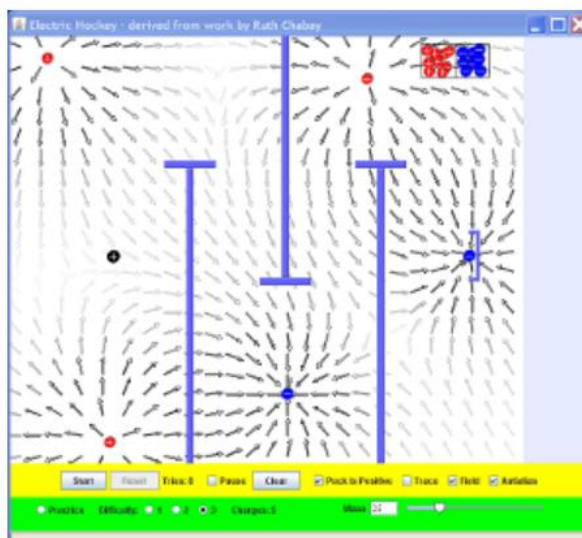 Electric Hockey - derived from work by Ruth Chabay
Start Reset Tries: 0 Pause Clear Puck Is Positive Trace Field Antialias
Practice Difficulty: 1 2 3 Charges: 5 Mass 25